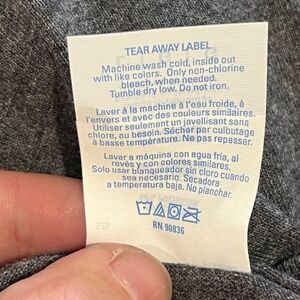 TEAR AWAY LABEL
Machine wash cold, inside out
with like colors. Only non-chlorine
bleach, when needed.
Tumble dry low. Do not iron.
Laver à la machine à l'eau froide, à
l'envers et avec des couleurs similaires.
Utiliser seulement un javellisant sans
chlore, au besoin. Sécher par culbutage
à basse température. Ne pas repasser.
Lavar a máquina con agua fría, al
revés y con colores similares.
Solo usar blanqueador sin cloro cuando
sea necesario. Secadora
a temperatura baja. No planchar.
RN 90836